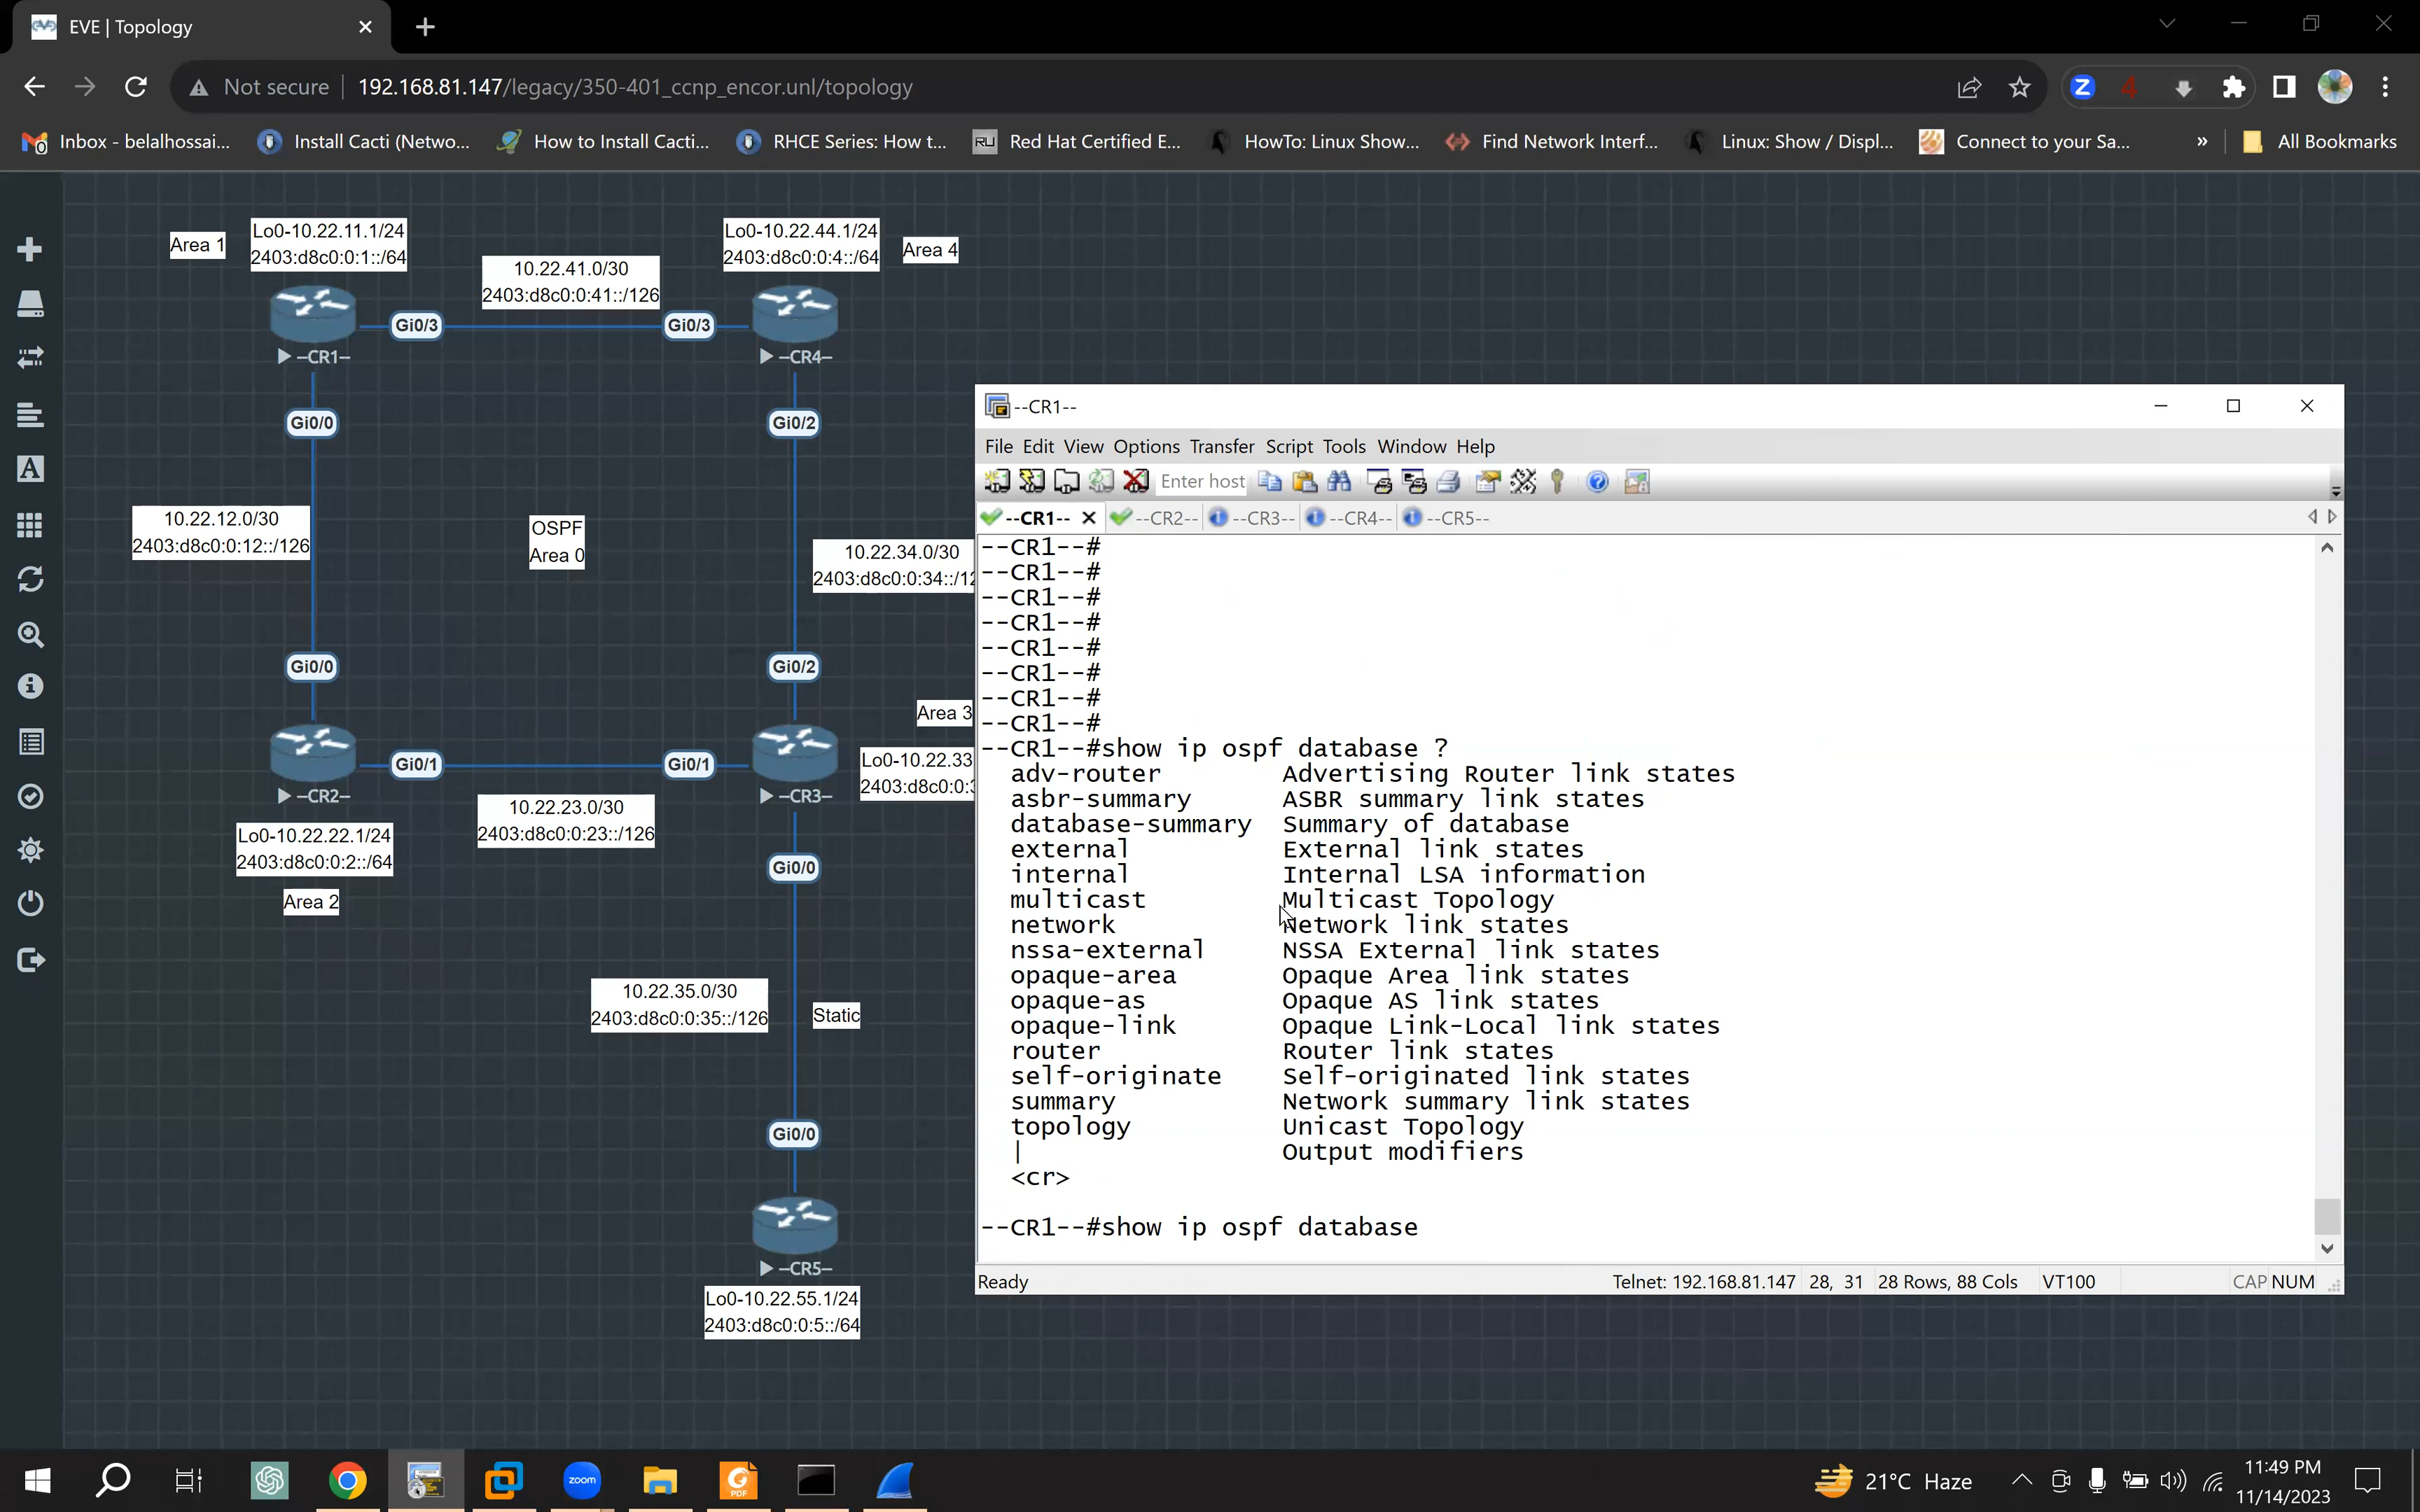 EVE | Topology
Not secure
192.168.81.147/legacy/350-401_ccnp_encor.unl/topology
Inbox - belalhossai...
Install Cacti (Netwo...
How to Install Cacti...
RHCE Series: How t...
Red Hat Certified E...
HowTo: Linux Show...
Find Network Interf...
Linux: Show / Displ...
Connect to your Sa...
»
All Bookmarks
Area 1
Lo0-10.22.11.1/24
2403:d8c0:0:1::/64
10.22.41.0/30
2403:d8c0:0:41::/126
Lo0-10.22.44.1/24
2403:d8c0:0:4::/64
Area 4
Gi0/3
Gi0/3
--CR1--
--CR4--
Gi0/0
Gi0/2
10.22.12.0/30
2403:d8c0:0:12::/126
OSPF
Area 0
10.22.34.0/30
2403:d8c0:0:34::/12
Gi0/0
Gi0/2
Area 3
Gi0/1
Gi0/1
Lo0-10.22.33
2403:d8c0:0:3
--CR2--
--CR3--
10.22.23.0/30
2403:d8c0:0:23::/126
Lo0-10.22.22.1/24
2403:d8c0:0:2::/64
Area 2
Gi0/0
10.22.35.0/30
2403:d8c0:0:35::/126
Static
Gi0/0
--CR5--
Lo0-10.22.55.1/24
2403:d8c0:0:5::/64
--CR1--
File Edit View Options Transfer Script Tools Window Help
Enter host
--CR1-- --CR2-- --CR3-- --CR4-- --CR5--
--CR1--#
--CR1--#
--CR1--#
--CR1--#
--CR1--#
--CR1--#
--CR1--#
--CR1--#
--CR1--#show ip ospf database ?
adv-router Advertising Router link states
asbr-summary ASBR summary link states
database-summary Summary of database
external External link states
internal Internal LSA information
multicast Multicast Topology
network Network link states
nssa-external NSSA External link states
opaque-area Opaque Area link states
opaque-as Opaque AS link states
opaque-link Opaque Link-Local link states
router Router link states
self-originate Self-originated link states
summary Network summary link states
topology Unicast Topology
| Output modifiers
<cr>
--CR1--#show ip ospf database
Ready
Telnet: 192.168.81.147 28, 31 28 Rows, 88 Cols VT100 CAP NUM
zoom
PDF
21°C Haze
11:49 PM
11/14/2023